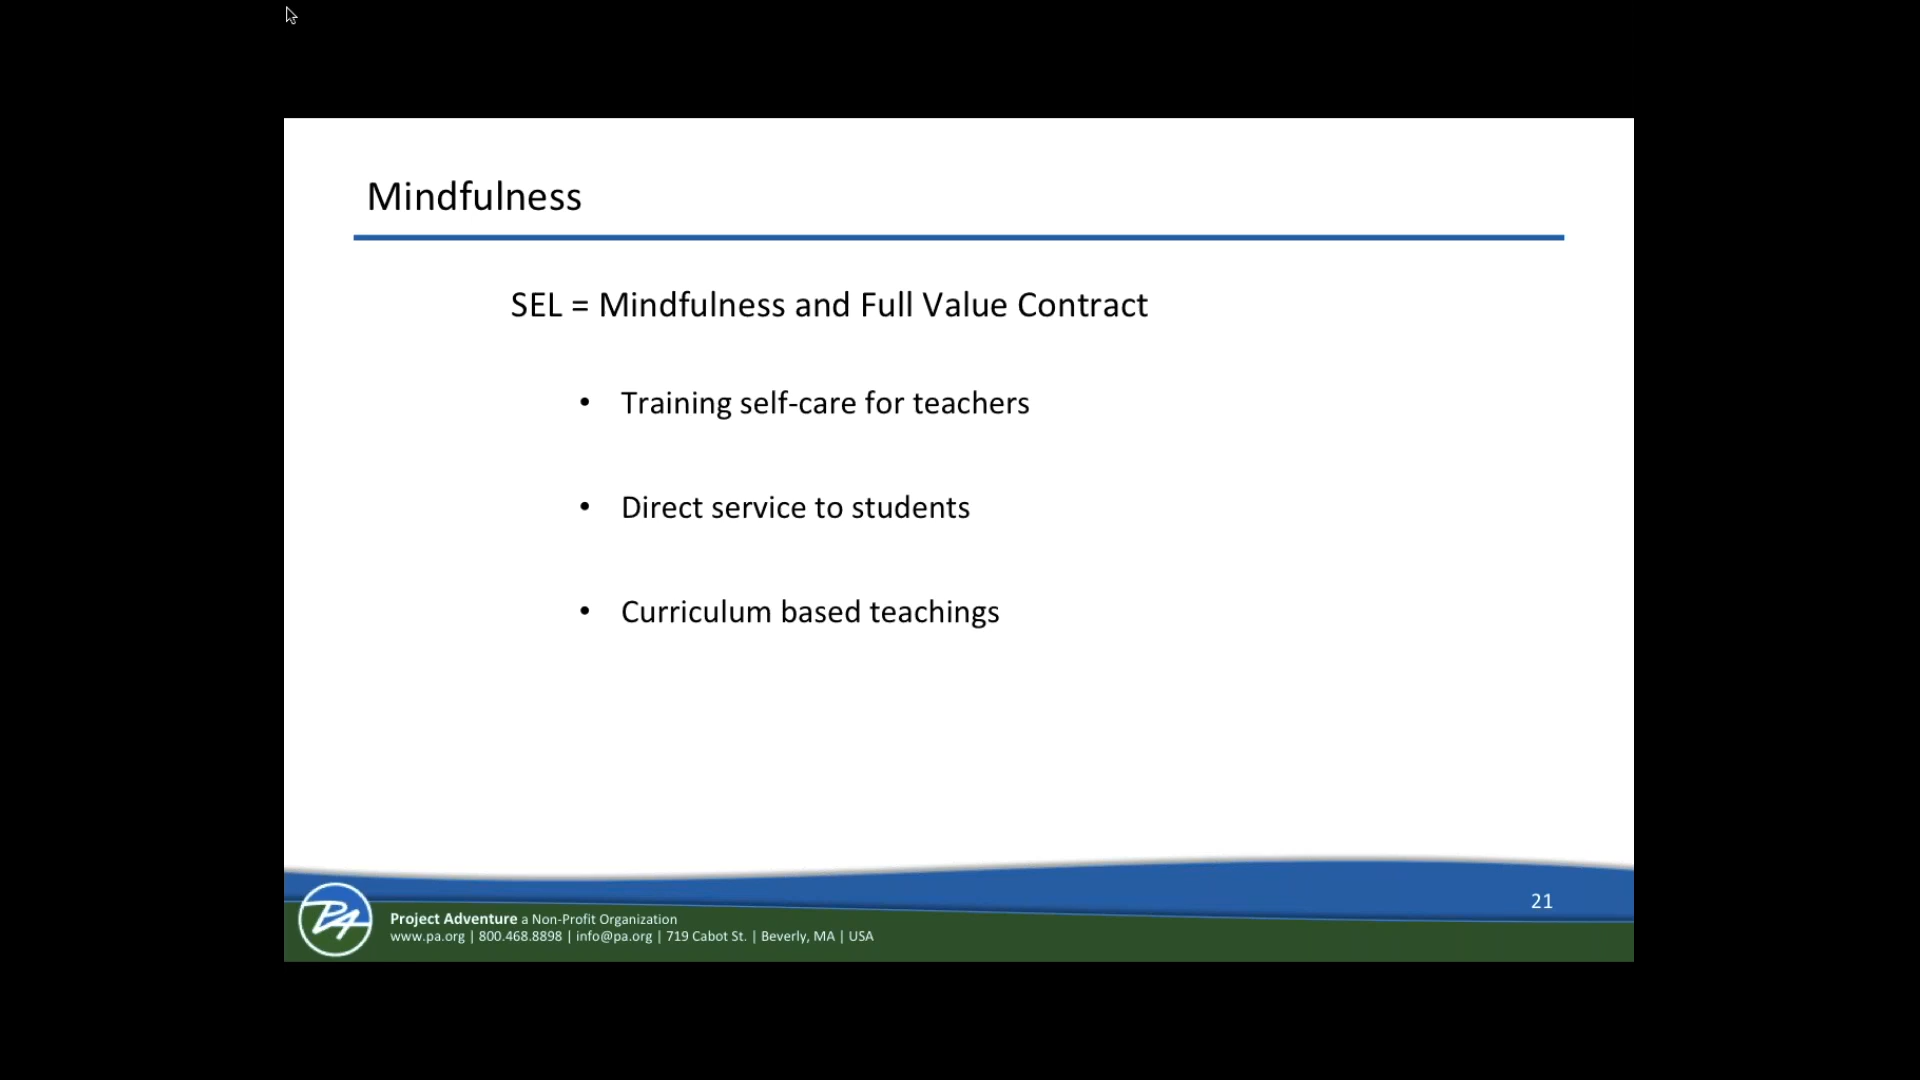 Mindfulness
SEL = Mindfulness and Full Value Contract
• Training self-care for teachers
• Direct service to students
• Curriculum based teachings
21
PA
Project Adventure a Non-Profit Organization
www.pa.org | 800.468.8898 | info@pa.org | 719 Cabot St. | Beverly, MA | USA